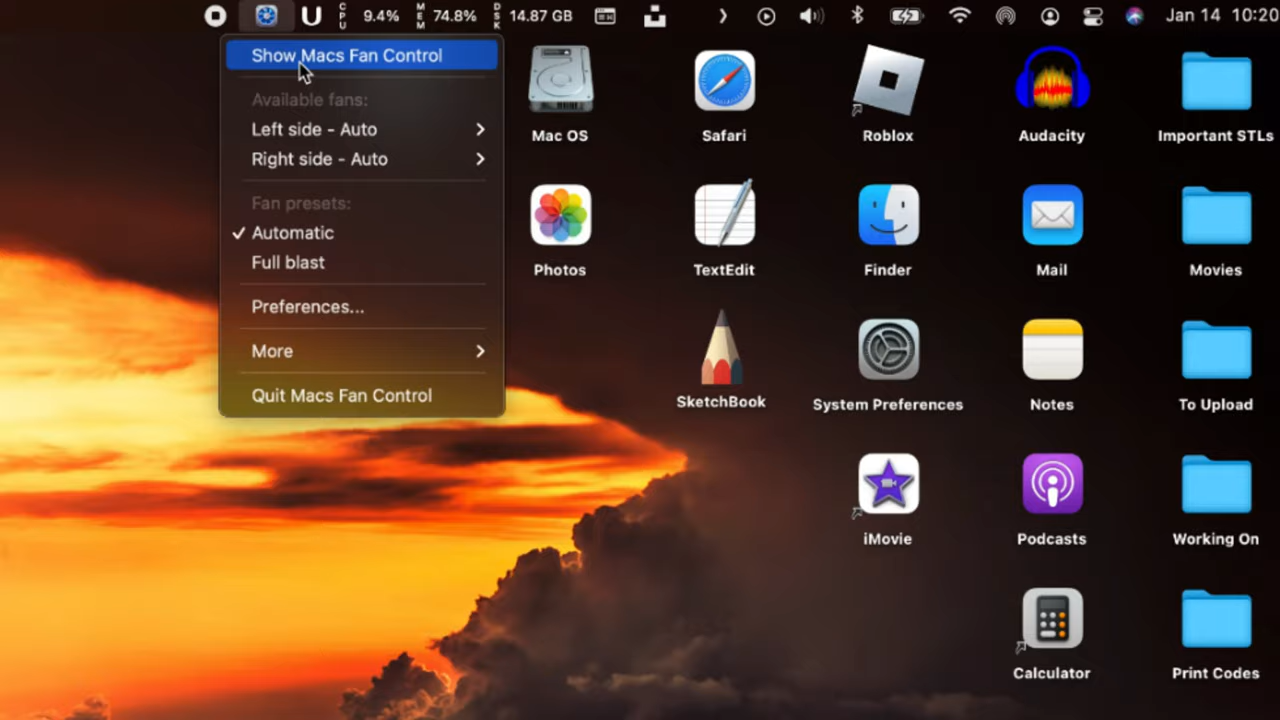 U CPU 9.4% MEM 74.8% DSK 14.87 GB Jan 14 10:20
Show Macs Fan Control
Available fans:
Left side - Auto
Right side - Auto
Fan presets:
Automatic
Full blast
Preferences...
More
Quit Macs Fan Control
Mac OS Safari Roblox Audacity Important STLs
Photos TextEdit Finder Mail Movies
SketchBook System Preferences Notes To Upload
iMovie Podcasts Working On
Calculator Print Codes